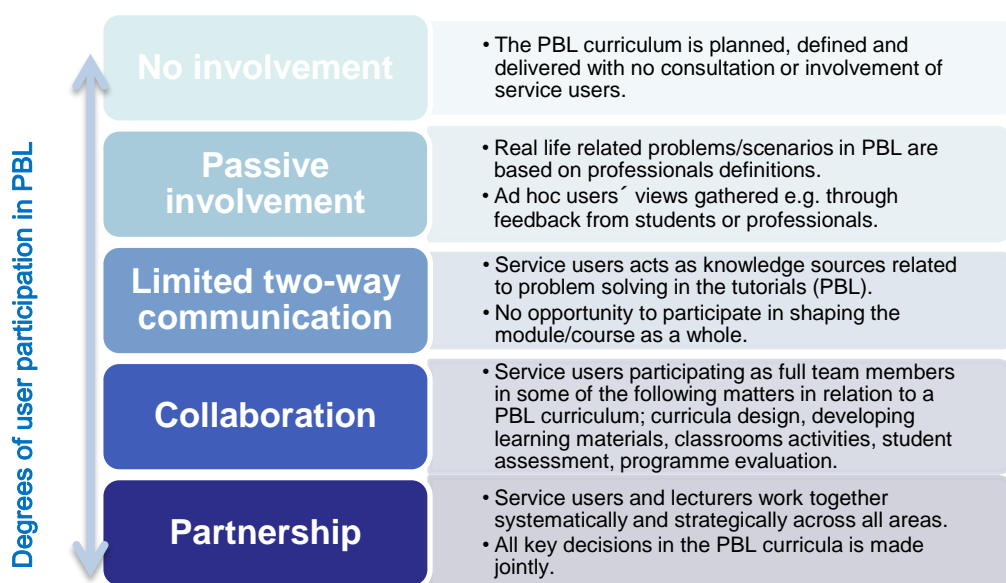 Degrees of user participation in PBL
No involvement
• The PBL curriculum is planned, defined and
delivered with no consultation or involvement of
service users.
Passive
involvement
• Real life related problems/scenarios in PBL are
based on professionals definitions.
• Ad hoc users´ views gathered e.g. through
feedback from students or professionals.
Limited two-way
communication
• Service users acts as knowledge sources related
to problem solving in the tutorials (PBL).
• No opportunity to participate in shaping the
module/course as a whole.
Collaboration
• Service users participating as full team members
in some of the following matters in relation to a
PBL curriculum; curricula design, developing
learning materials, classrooms activities, student
assessment, programme evaluation.
Partnership
• Service users and lecturers work together
systematically and strategically across all areas.
• All key decisions in the PBL curricula is made
jointly.